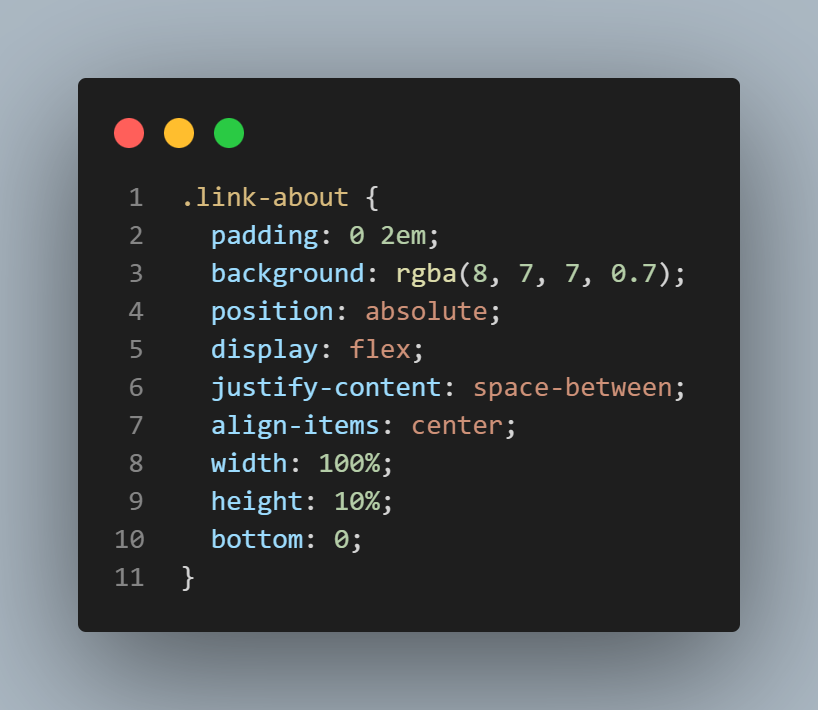 1 .link-about {
2   padding: 0 2em;
3   background: rgba(8, 7, 7, 0.7);
4   position: absolute;
5   display: flex;
6   justify-content: space-between;
7   align-items: center;
8   width: 100%;
9   height: 10%;
10   bottom: 0;
11 }